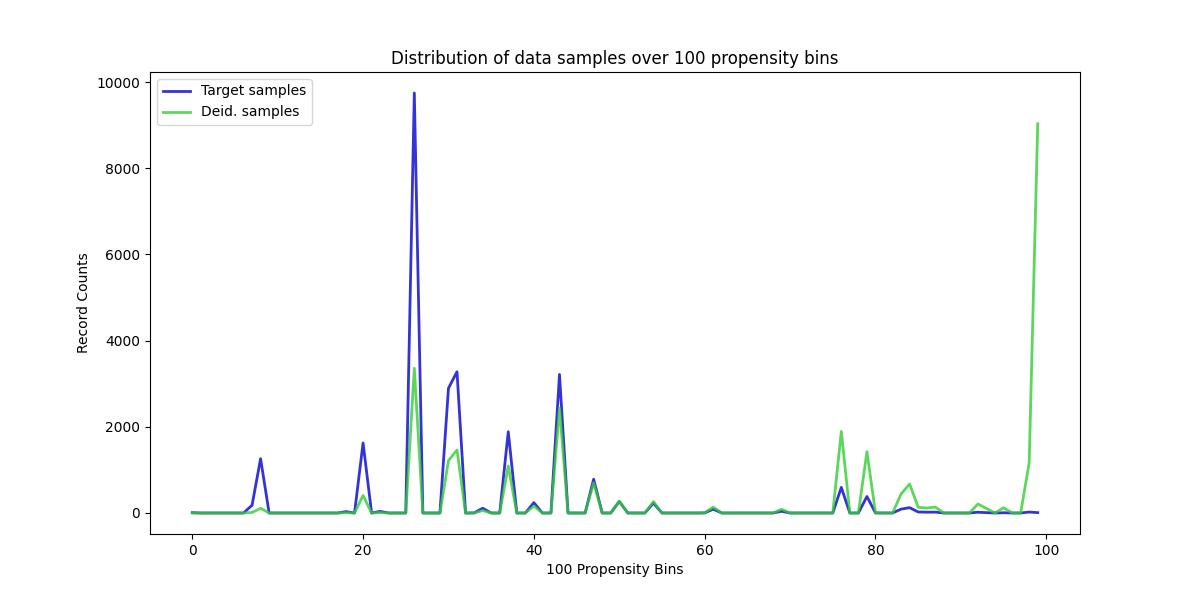 Distribution of data samples over 100 propensity bins
Target samples
Deid. samples
Record Counts
10000
8000
6000
4000
2000
0
0 20 40 60 80 100
100 Propensity Bins